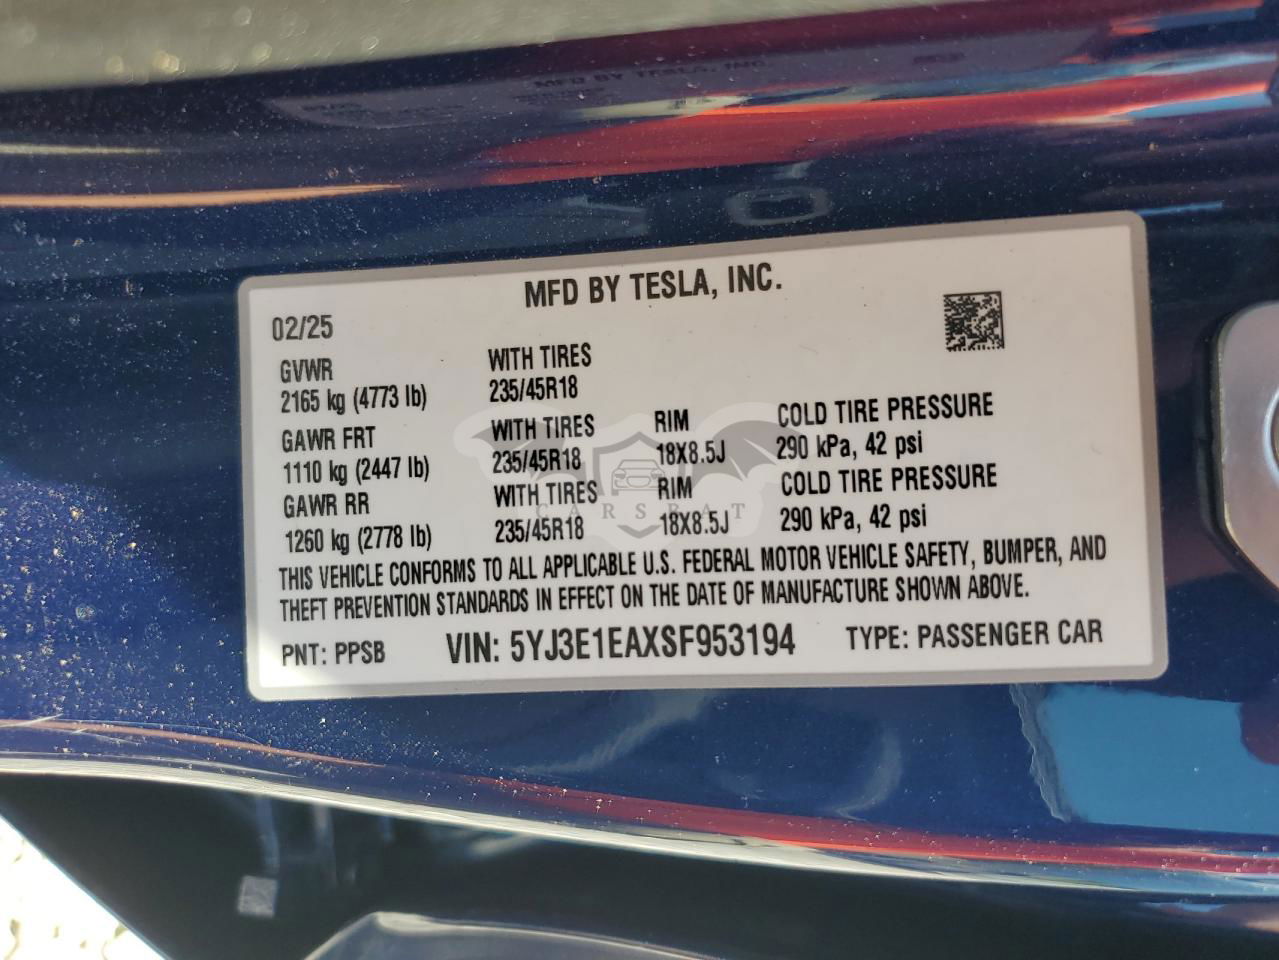 MFD BY TESLA, INC.
02/25
GVWR WITH TIRES
2165 kg (4773 lb) 235/45R18
GAWR FRT WITH TIRES RIM COLD TIRE PRESSURE
1110 kg (2447 lb) 235/45R18 18X8.5J 290 kPa, 42 psi
GAWR RR WITH TIRES RIM COLD TIRE PRESSURE
1260 kg (2778 lb) 235/45R18 18X8.5J 290 kPa, 42 psi
CARSBAT
THIS VEHICLE CONFORMS TO ALL APPLICABLE U.S. FEDERAL MOTOR VEHICLE SAFETY, BUMPER, AND
THEFT PREVENTION STANDARDS IN EFFECT ON THE DATE OF MANUFACTURE SHOWN ABOVE.
PNT: PPSB VIN: 5YJ3E1EAXSF953194 TYPE: PASSENGER CAR